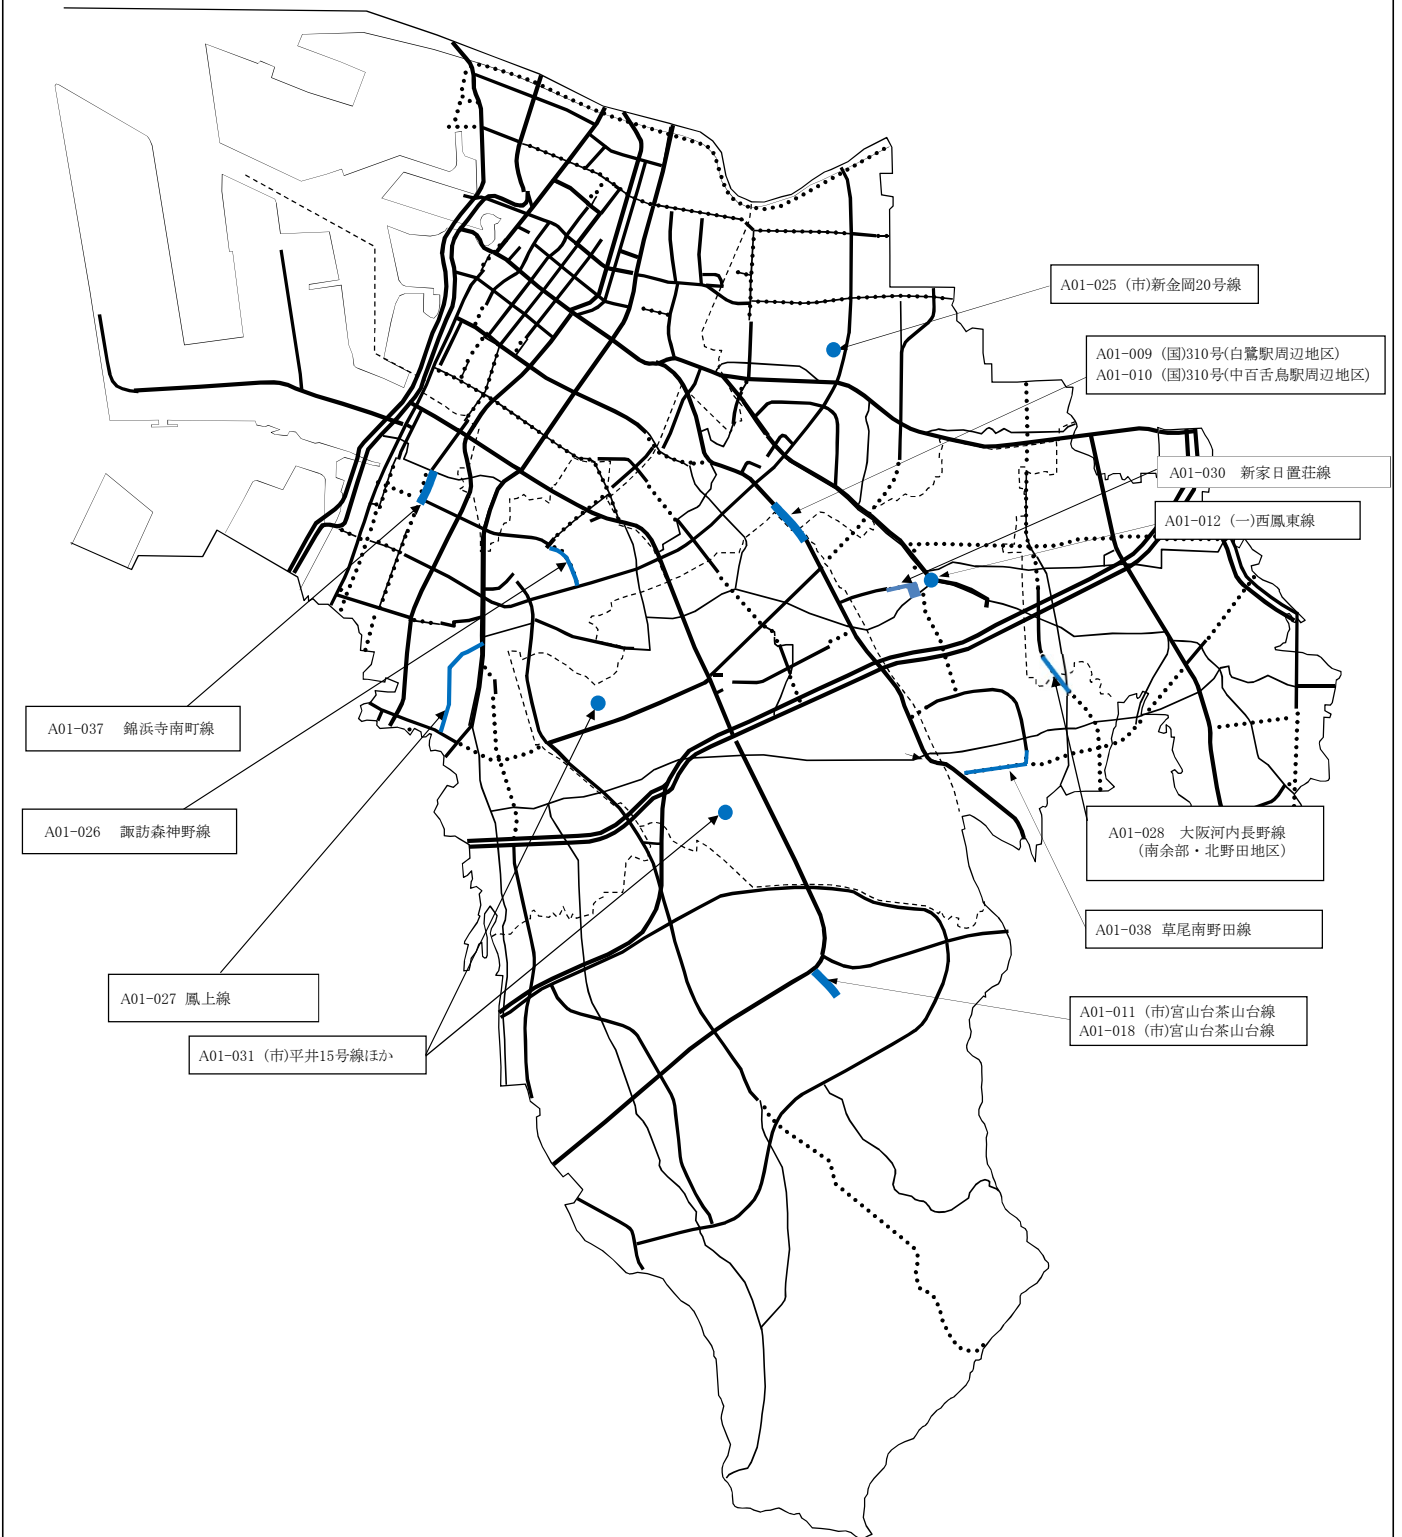 A01-025 (市)新金岡20号線
A01-009 (国)310号(白鷺駅周辺地区)
A01-010 (国)310号(中百舌鳥駅周辺地区)
A01-030 新家日置荘線
A01-012 (一)西鳳東線
A01-037 錦浜寺南町線
A01-026 諏訪森神野線
A01-028 大阪河内長野線
(南余部・北野田地区)
A01-038 草尾南野田線
A01-027 鳳上線
A01-011 (市)宮山台茶山台線
A01-018 (市)宮山台茶山台線
A01-031 (市)平井15号線ほか